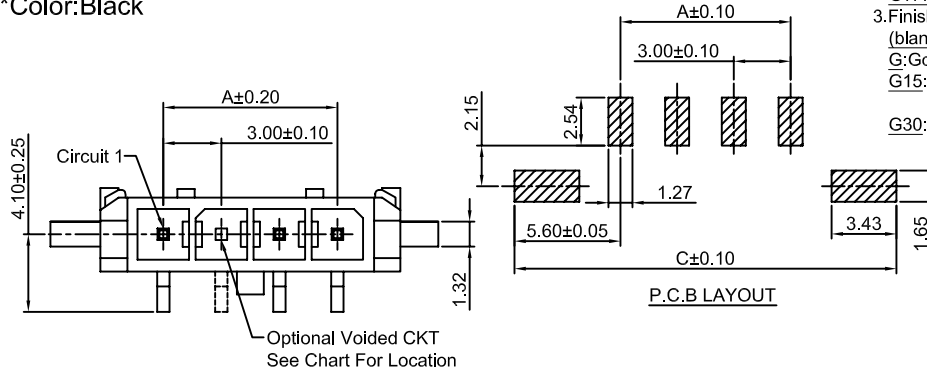 *Color:Black
A±0.20
3.00±0.10
4.10±0.25
Circuit 1
1.32
Optional Voided CKT
See Chart For Location
A±0.10
3.00±0.10
2.15
2.54
1.27
5.60±0.05
3.43
1.65
C±0.10
P.C.B LAYOUT
3.Finish
(blan
G:Go
G15:
G30: